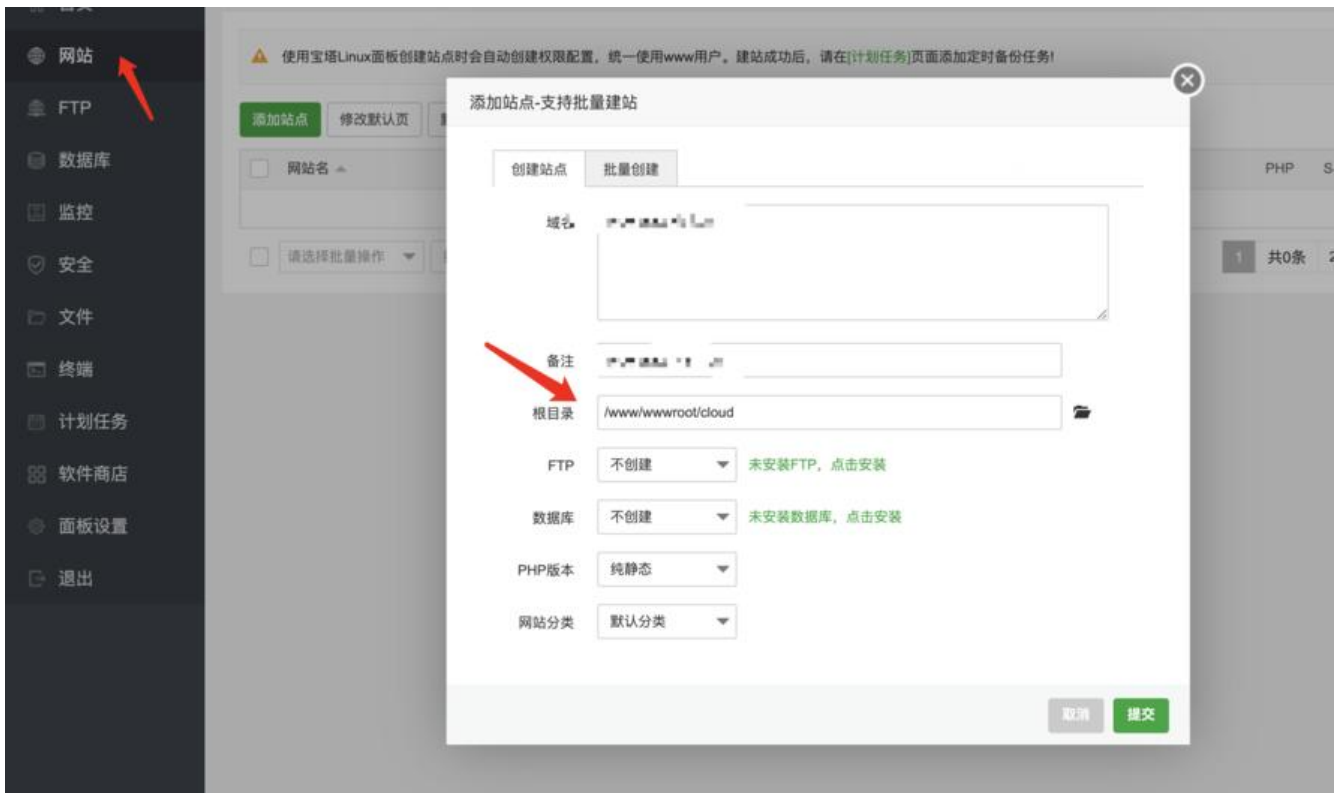 网站
FTP
数据库
监控
安全
文件
终端
计划任务
软件商店
面板设置
退出
使用宝塔Linux面板创建站点时会自动创建权限配置，统一使用www用户。建站成功后，请在[计划任务]页面添加定时备份任务!
添加站点 修改默认页
网站名
PHP
请选择批量操作
1 共0条
添加站点-支持批量建站
创建站点 批量创建
域名
备注
根目录 /www/wwwroot/cloud
FTP 不创建 未安装FTP，点击安装
数据库 不创建 未安装数据库，点击安装
PHP版本 纯静态
网站分类 默认分类
取消 提交